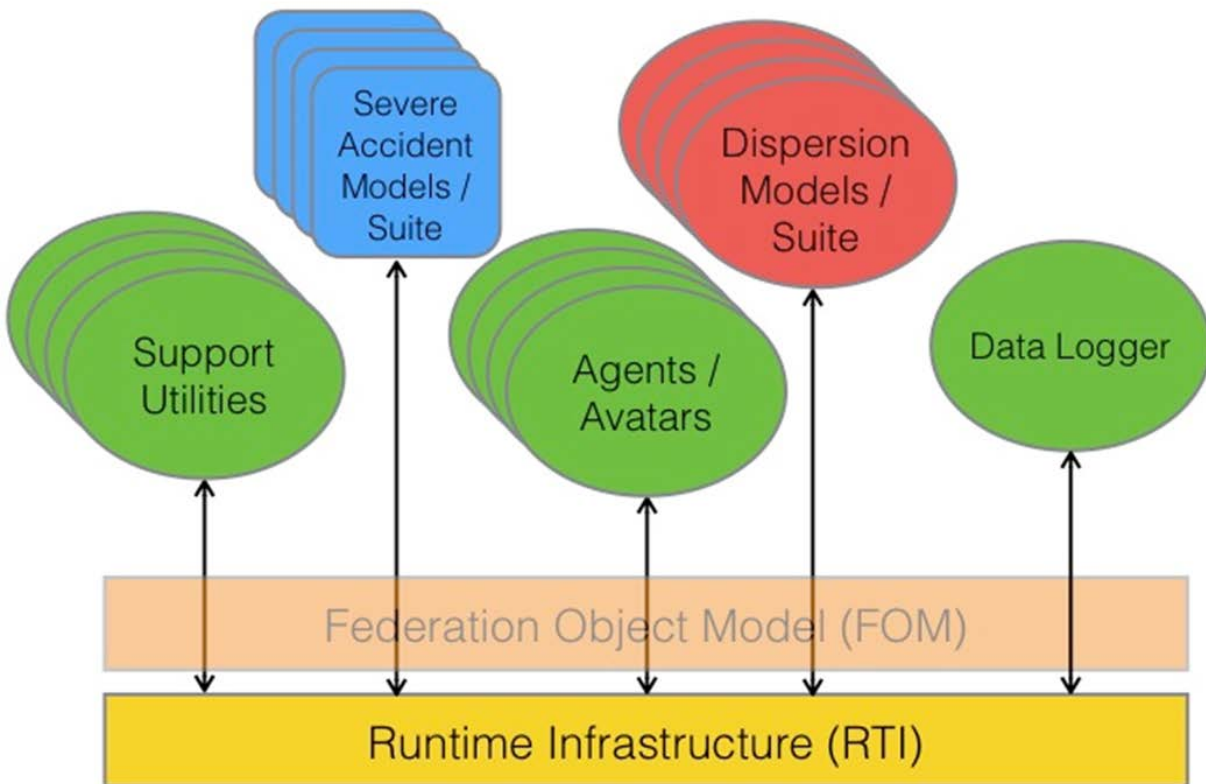 Severe
Accident
Models /
Suite
Dispersion
Models /
Suite
Support
Utilities
Agents /
Avatars
Data Logger
Federation Object Model (FOM)
Runtime Infrastructure (RTI)